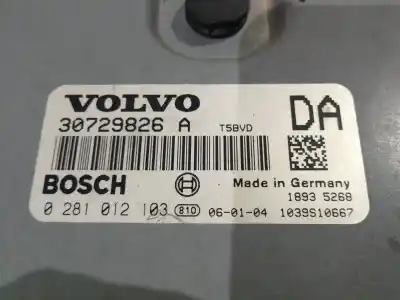 VOLVO DA
30729826 A T5BVD
BOSCH Made in Germany
1893 5268
0 281 012 103 810 06-01-04 1039S10667